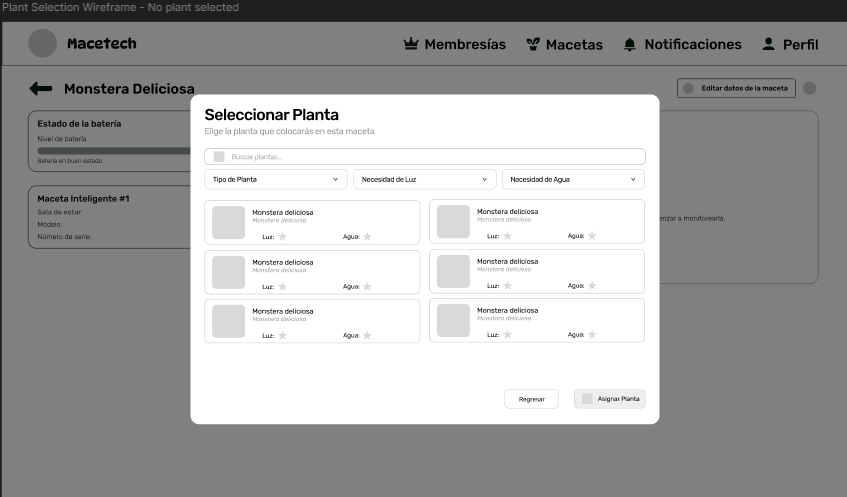 Plant Selection Wireframe - No plant selected
Macetech
Membresías
Macetas
Notificaciones
Perfil
Monstera Deliciosa
Editar datos de la maceta
Estado de la batería
Nivel de batería
Batería en buen estado
Maceta Inteligente #1
Sala de estar
Modelo:
Número de serie:
enzar a monitorearla.
Seleccionar Planta
Elige la planta que colocarás en esta maceta
Buscar plantas...
Tipo de Planta
Necesidad de Luz
Necesidad de Agua
Monstera deliciosa
Monstera deliciosa
Luz:
Agua:
Monstera deliciosa
Monstera deliciosa
Luz:
Agua:
Monstera deliciosa
Monstera deliciosa
Luz:
Agua:
Monstera deliciosa
Monstera deliciosa
Luz:
Agua:
Monstera deliciosa
Monstera deliciosa
Luz:
Agua:
Monstera deliciosa
Monstera deliciosa
Luz:
Agua:
Regresar
Asignar Planta